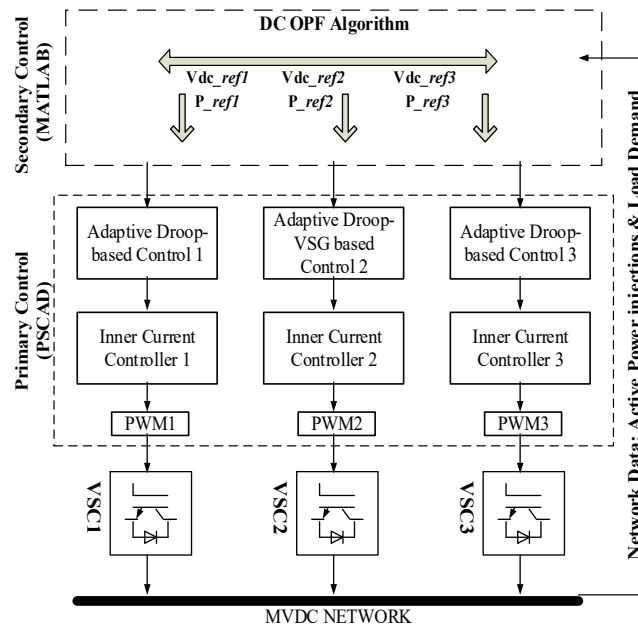 DC OPF Algorithm
Vdc_ref1 Vdc_ref2 Vdc_ref3
P_ref1 P_ref2 P_ref3
Secondary Control
(MATLAB)
Adaptive Droop-
based Control 1
Adaptive Droop-
VSG based
Control 2
Adaptive Droop-
based Control 3
Inner Current
Controller 1
Inner Current
Controller 2
Inner Current
Controller 3
PWM1
PWM2
PWM3
Primary Control
(PSCAD)
VSC1
VSC2
VSC3
MVDC NETWORK
Network Data: Active Power injections & Load Demand